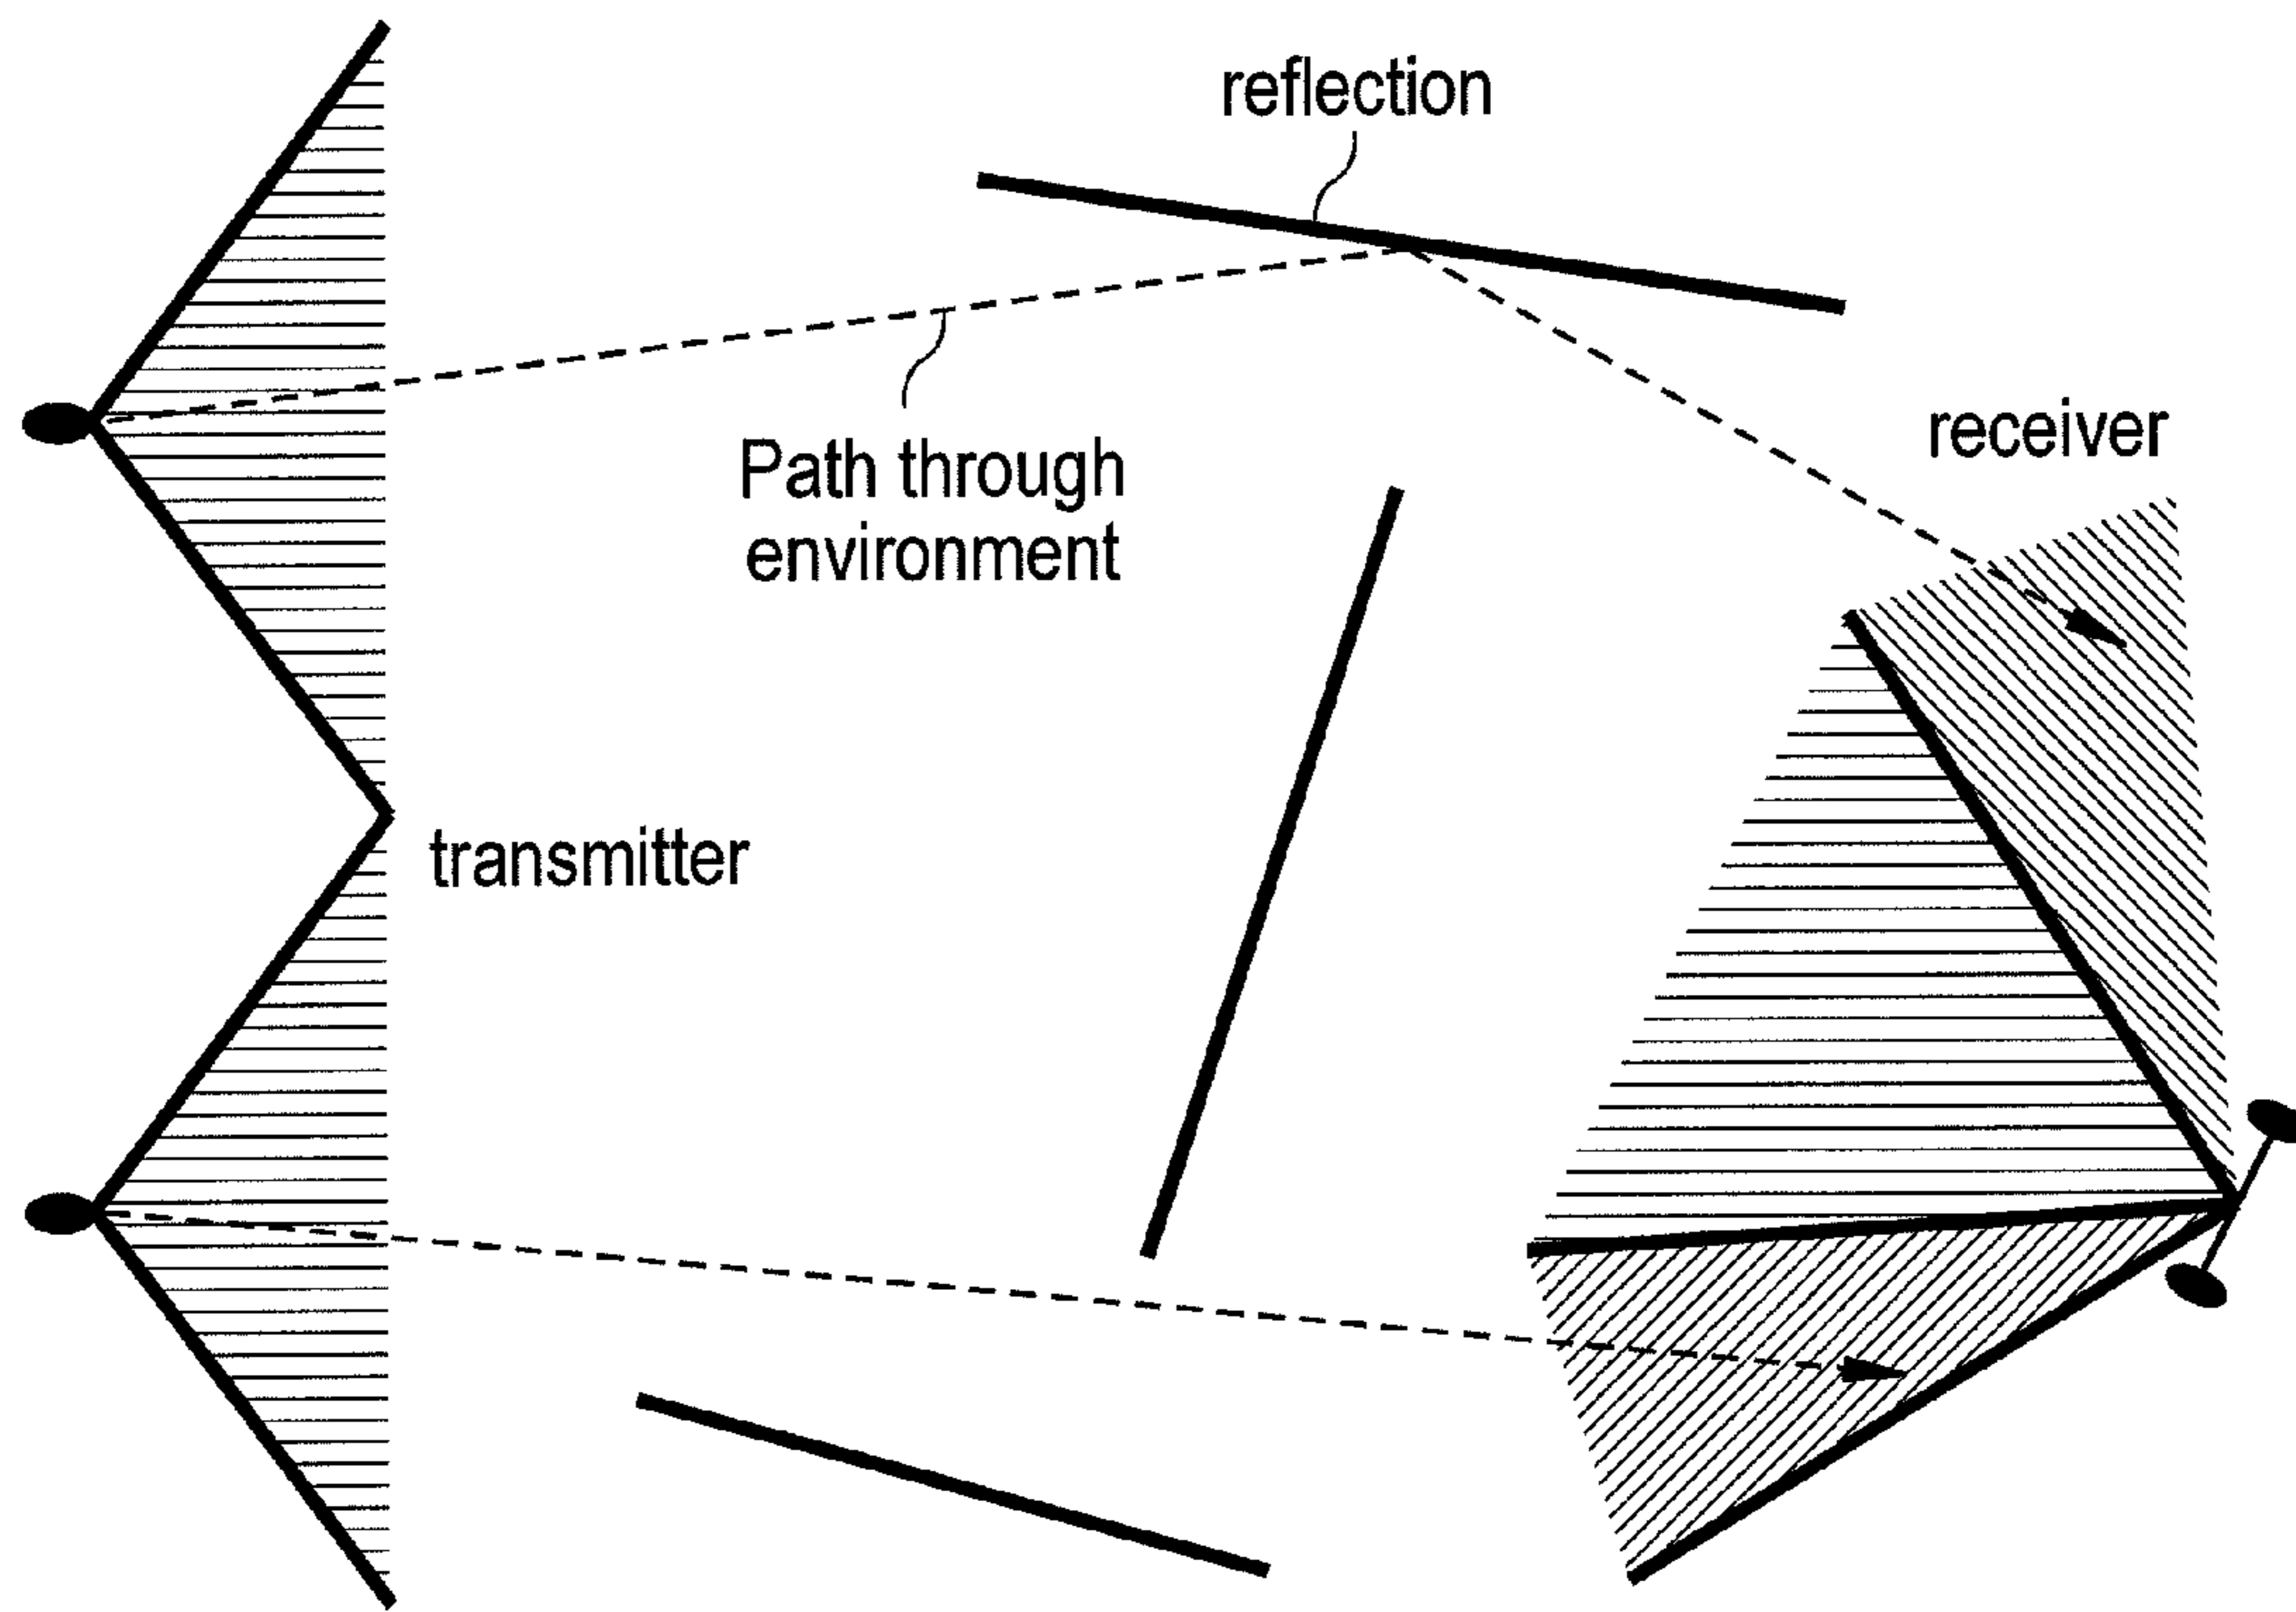 reflection
receiver
Path through
environment
transmitter